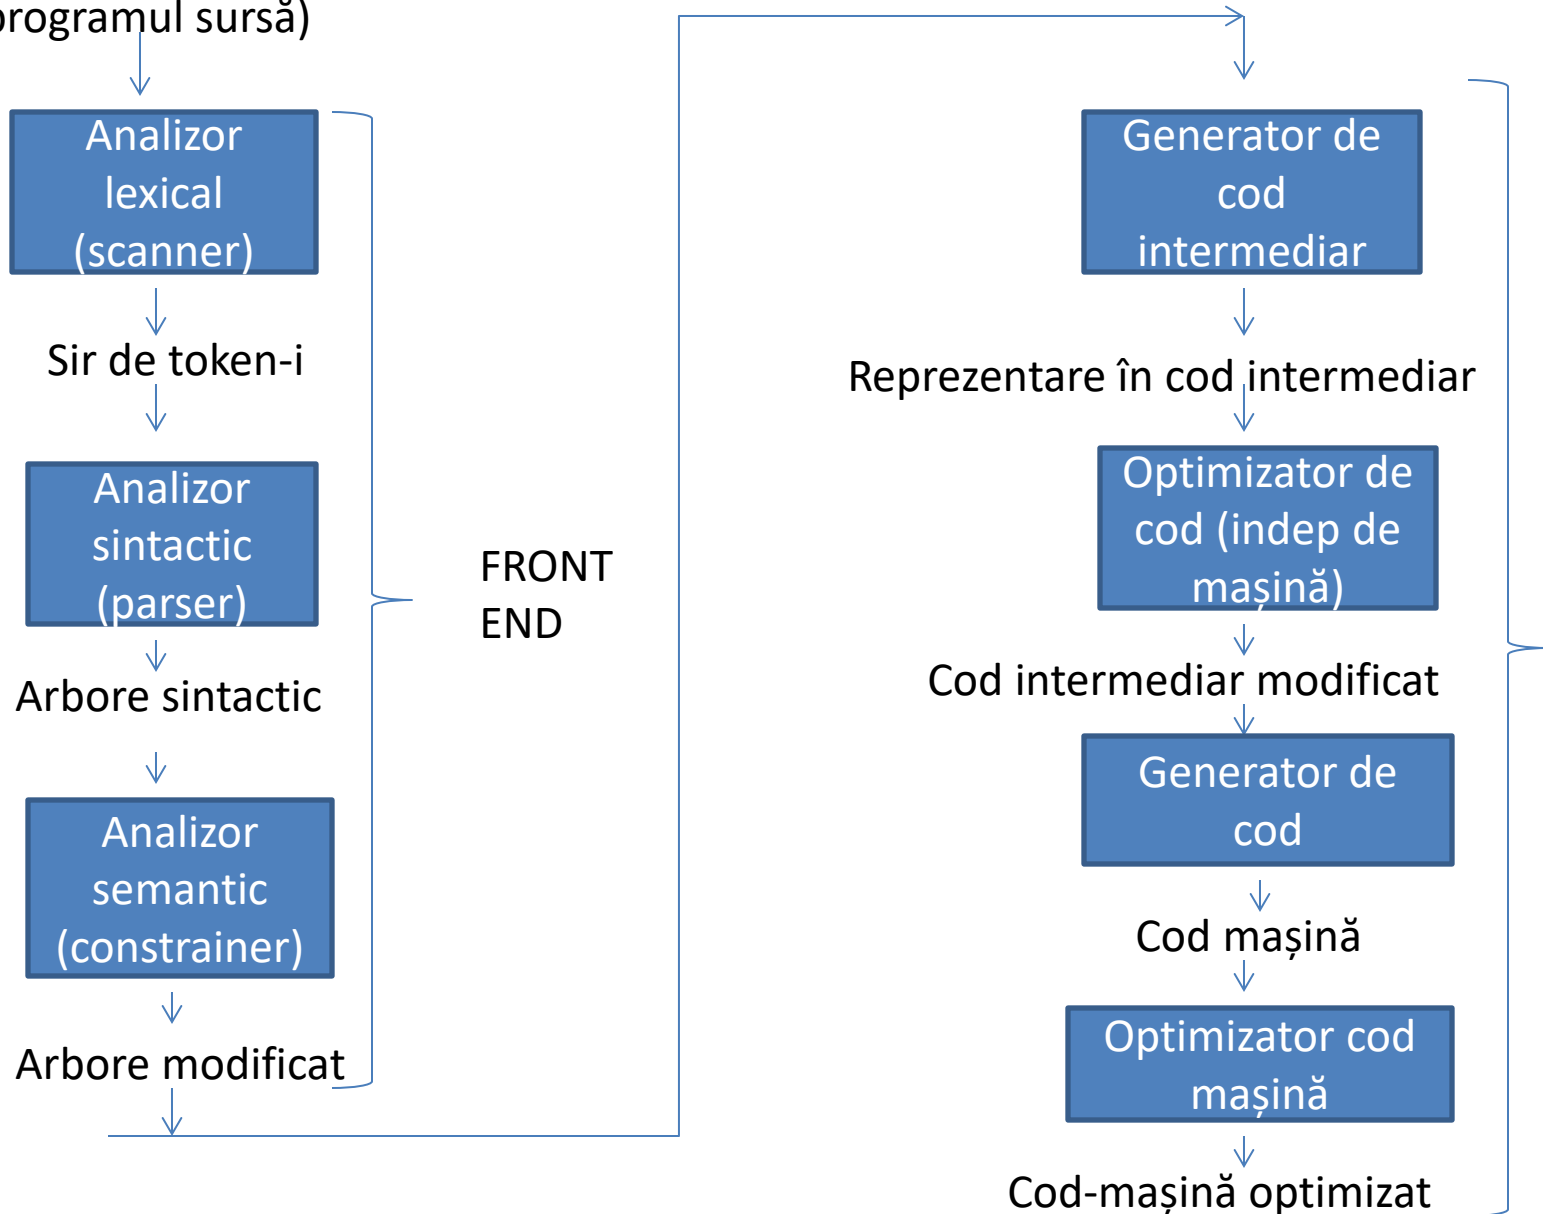 programul sursă)
Analizor
lexical
(scanner)
Sir de token-i
Analizor
sintactic
(parser)
Arbore sintactic
Analizor
semantic
(constrainer)
Arbore modificat
FRONT
END
Generator de
cod
intermediar
Reprezentare în cod intermediar
Optimizator de
cod (indep de
mașină)
Cod intermediar modificat
Generator de
cod
Cod mașină
Optimizator cod
mașină
Cod-mașină optimizat